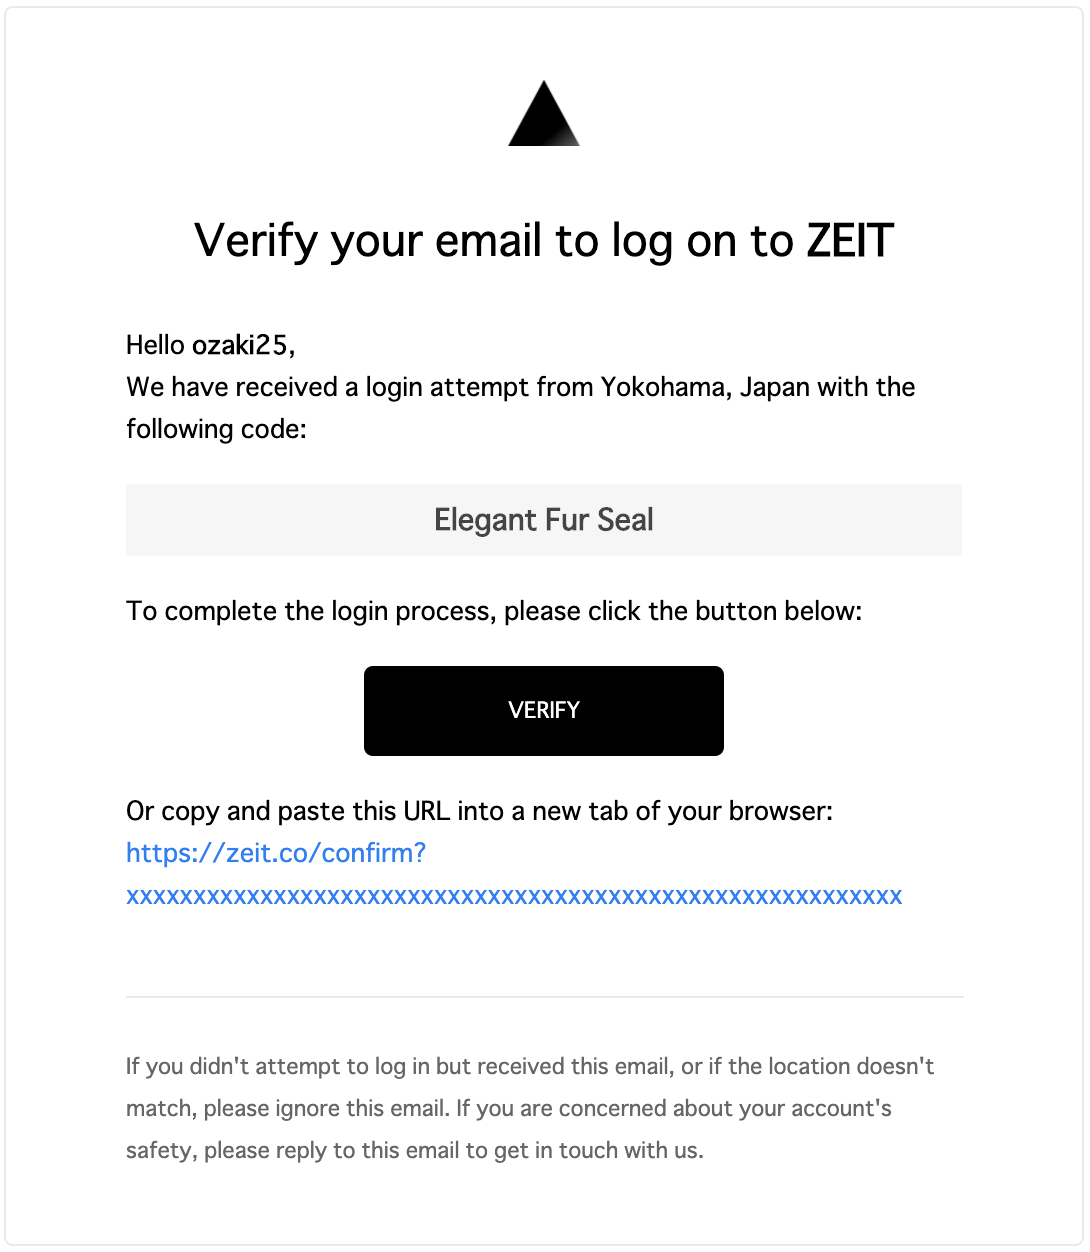 Verify your email to log on to ZEIT
Hello ozaki25,
We have received a login attempt from Yokohama, Japan with the
following code:
Elegant Fur Seal
To complete the login process, please click the button below:
VERIFY
Or copy and paste this URL into a new tab of your browser:
https://zeit.co/confirm?
xxxxxxxxxxxxxxxxxxxxxxxxxxxxxxxxxxxxxxxxxxxxxxxxxxxxxxxxxx
If you didn't attempt to log in but received this email, or if the location doesn't
match, please ignore this email. If you are concerned about your account's
safety, please reply to this email to get in touch with us.